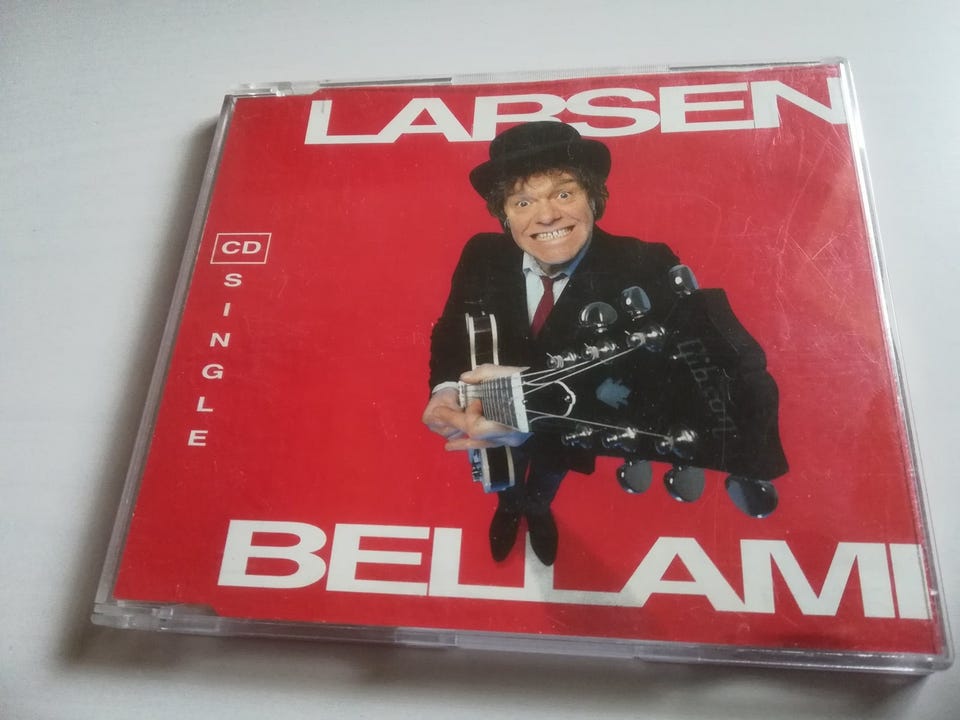 LARSEN
CD
SINGLE
Gibson
BELLAMI